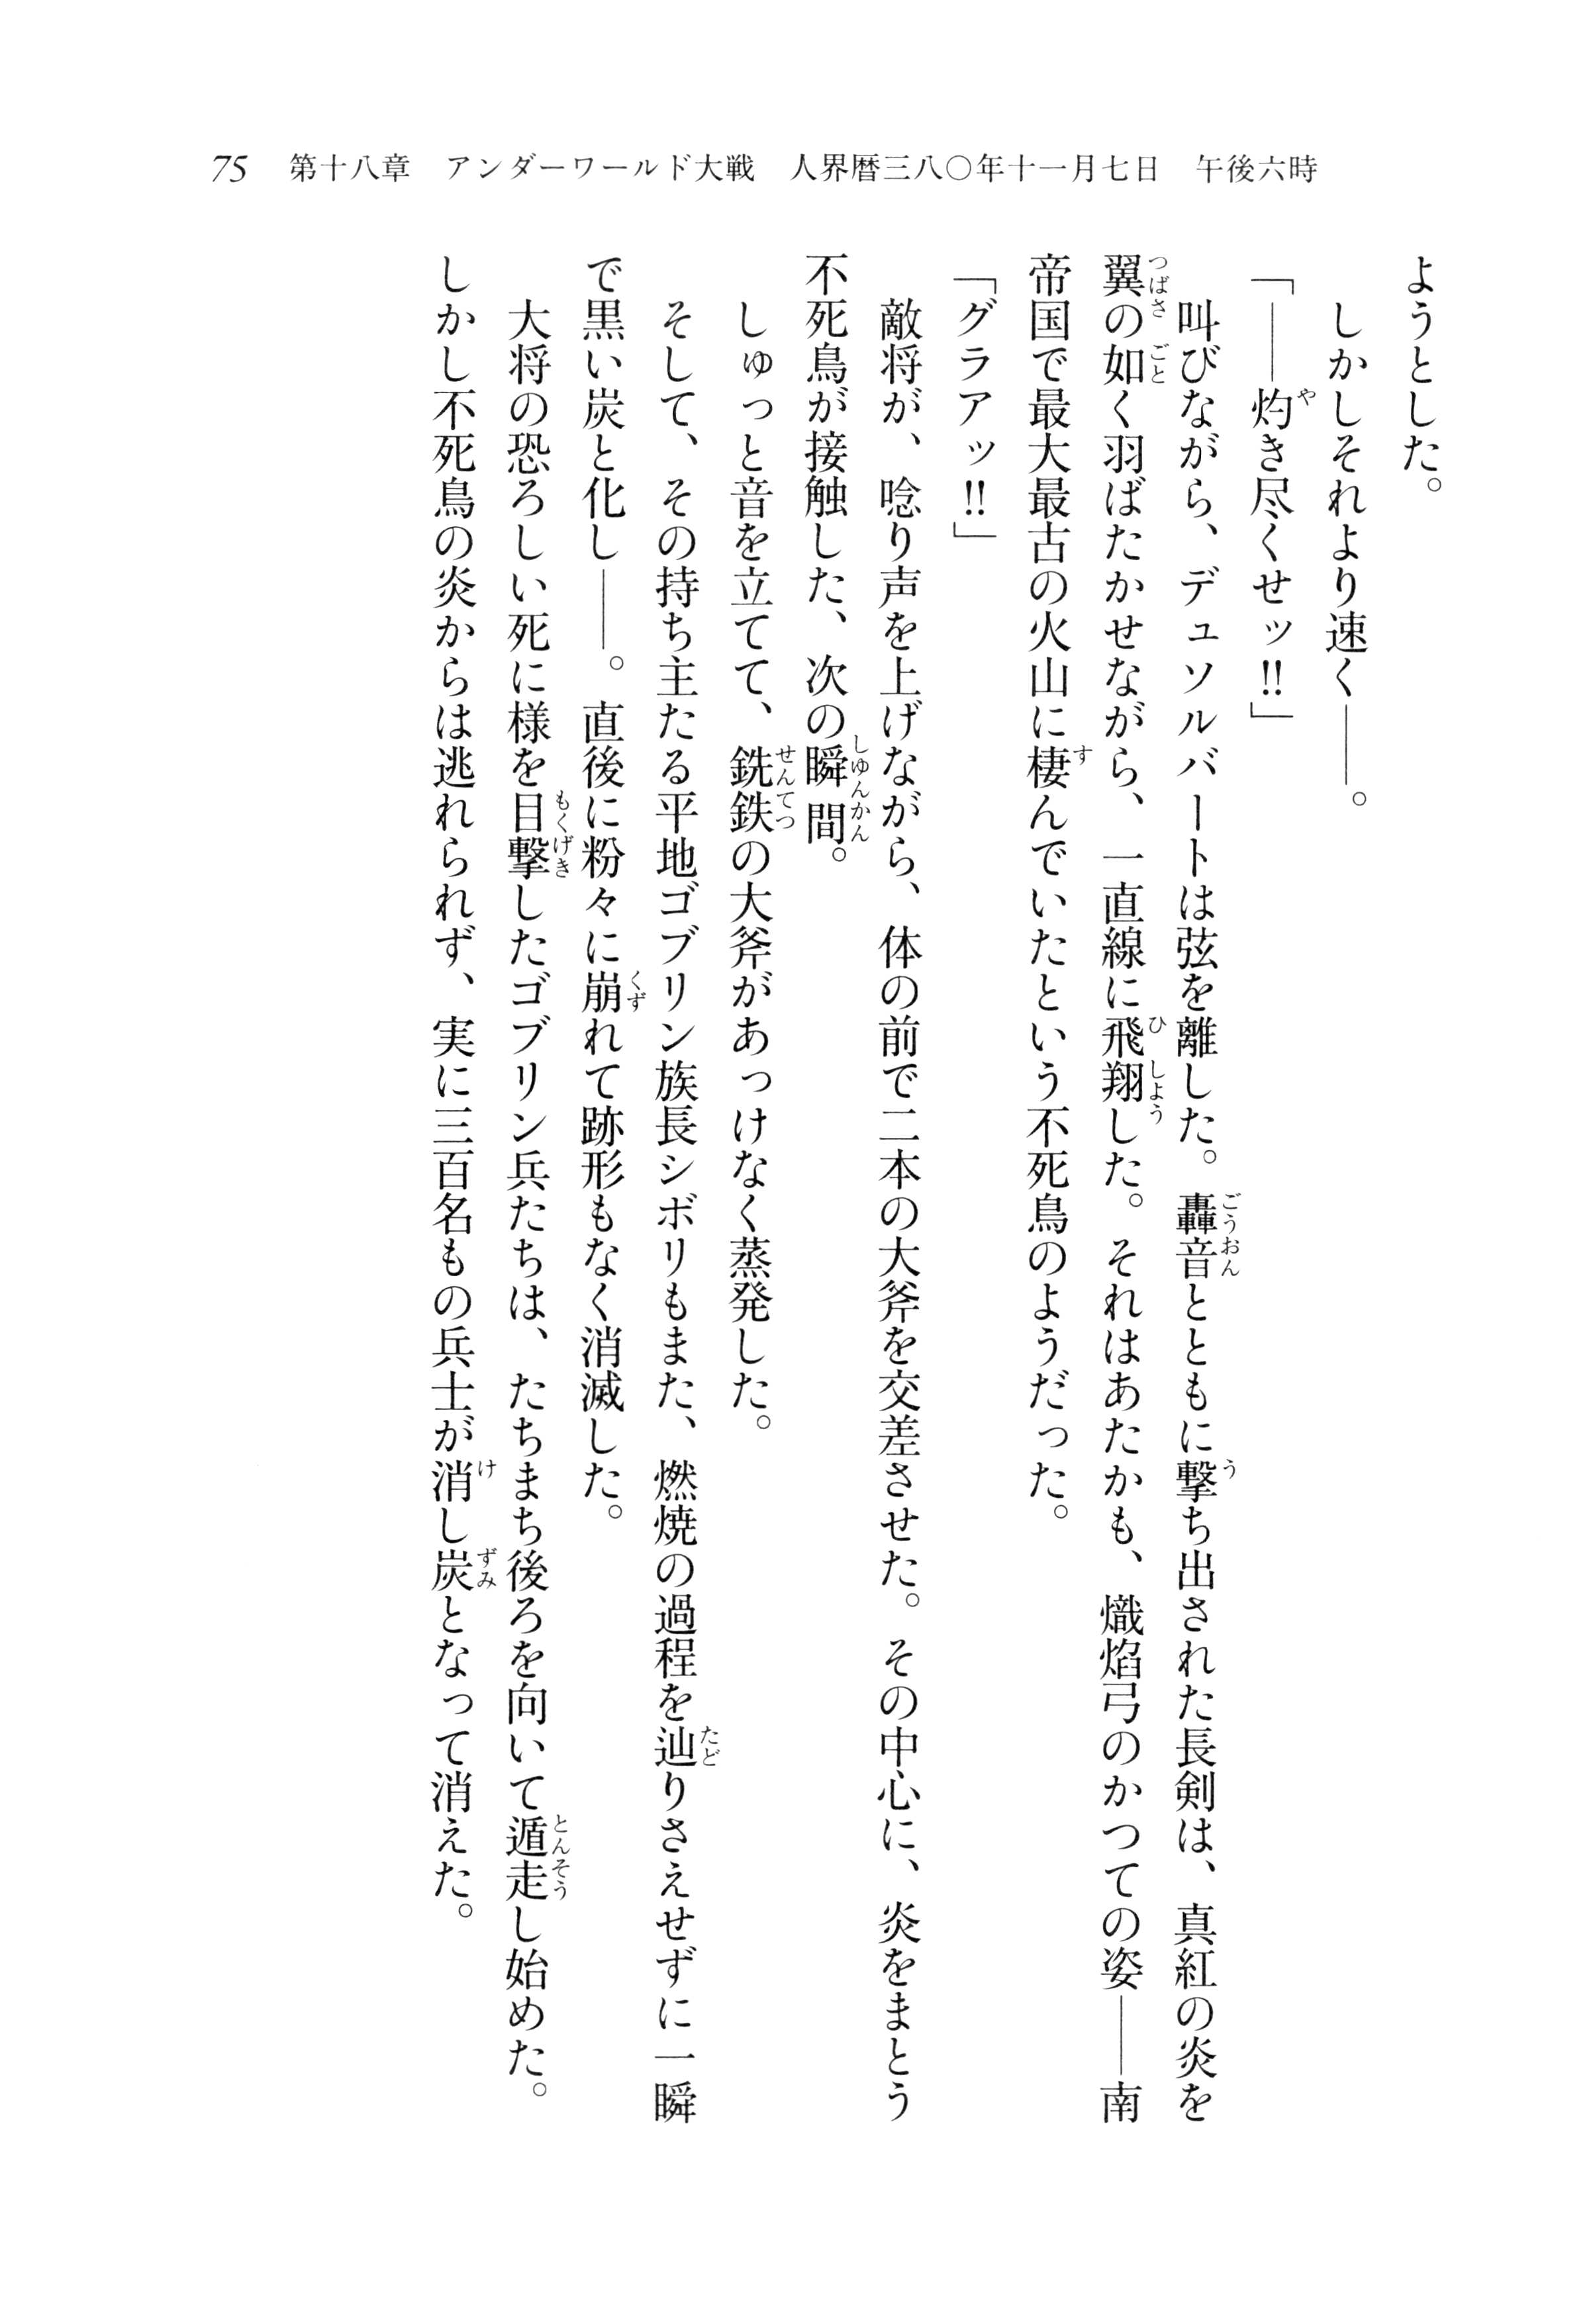 75　第十八章　アンダーワールド大戦　人界暦三八〇年十一月七日　午後六時
ようとした。
　しかしそれより速く――。
「――灼き尽くせッ!!」
　叫びながら、デュソルバートは弦を離した。轟音とともに撃ち出された長剣は、真紅の炎を
翼の如く羽ばたかせながら、一直線に飛翔した。それはあたかも、熾焰弓のかつての姿――南
帝国で最大最古の火山に棲んでいたという不死鳥のようだった。
「グラアッ!!」
　敵将が、唸り声を上げながら、体の前で二本の大斧を交差させた。その中心に、炎をまとう
不死鳥が接触した、次の瞬間。
　しゅっと音を立てて、銑鉄の大斧があっけなく蒸発した。
　そして、その持ち主たる平地ゴブリン族長シボリもまた、燃焼の過程を辿りさえせずに一瞬
で黒い炭と化し――。直後に粉々に崩れて跡形もなく消滅した。
　大将の恐ろしい死に様を目撃したゴブリン兵たちは、たちまち後ろを向いて遁走し始めた。
しかし不死鳥の炎からは逃れられず、実に三百名もの兵士が消し炭となって消えた。